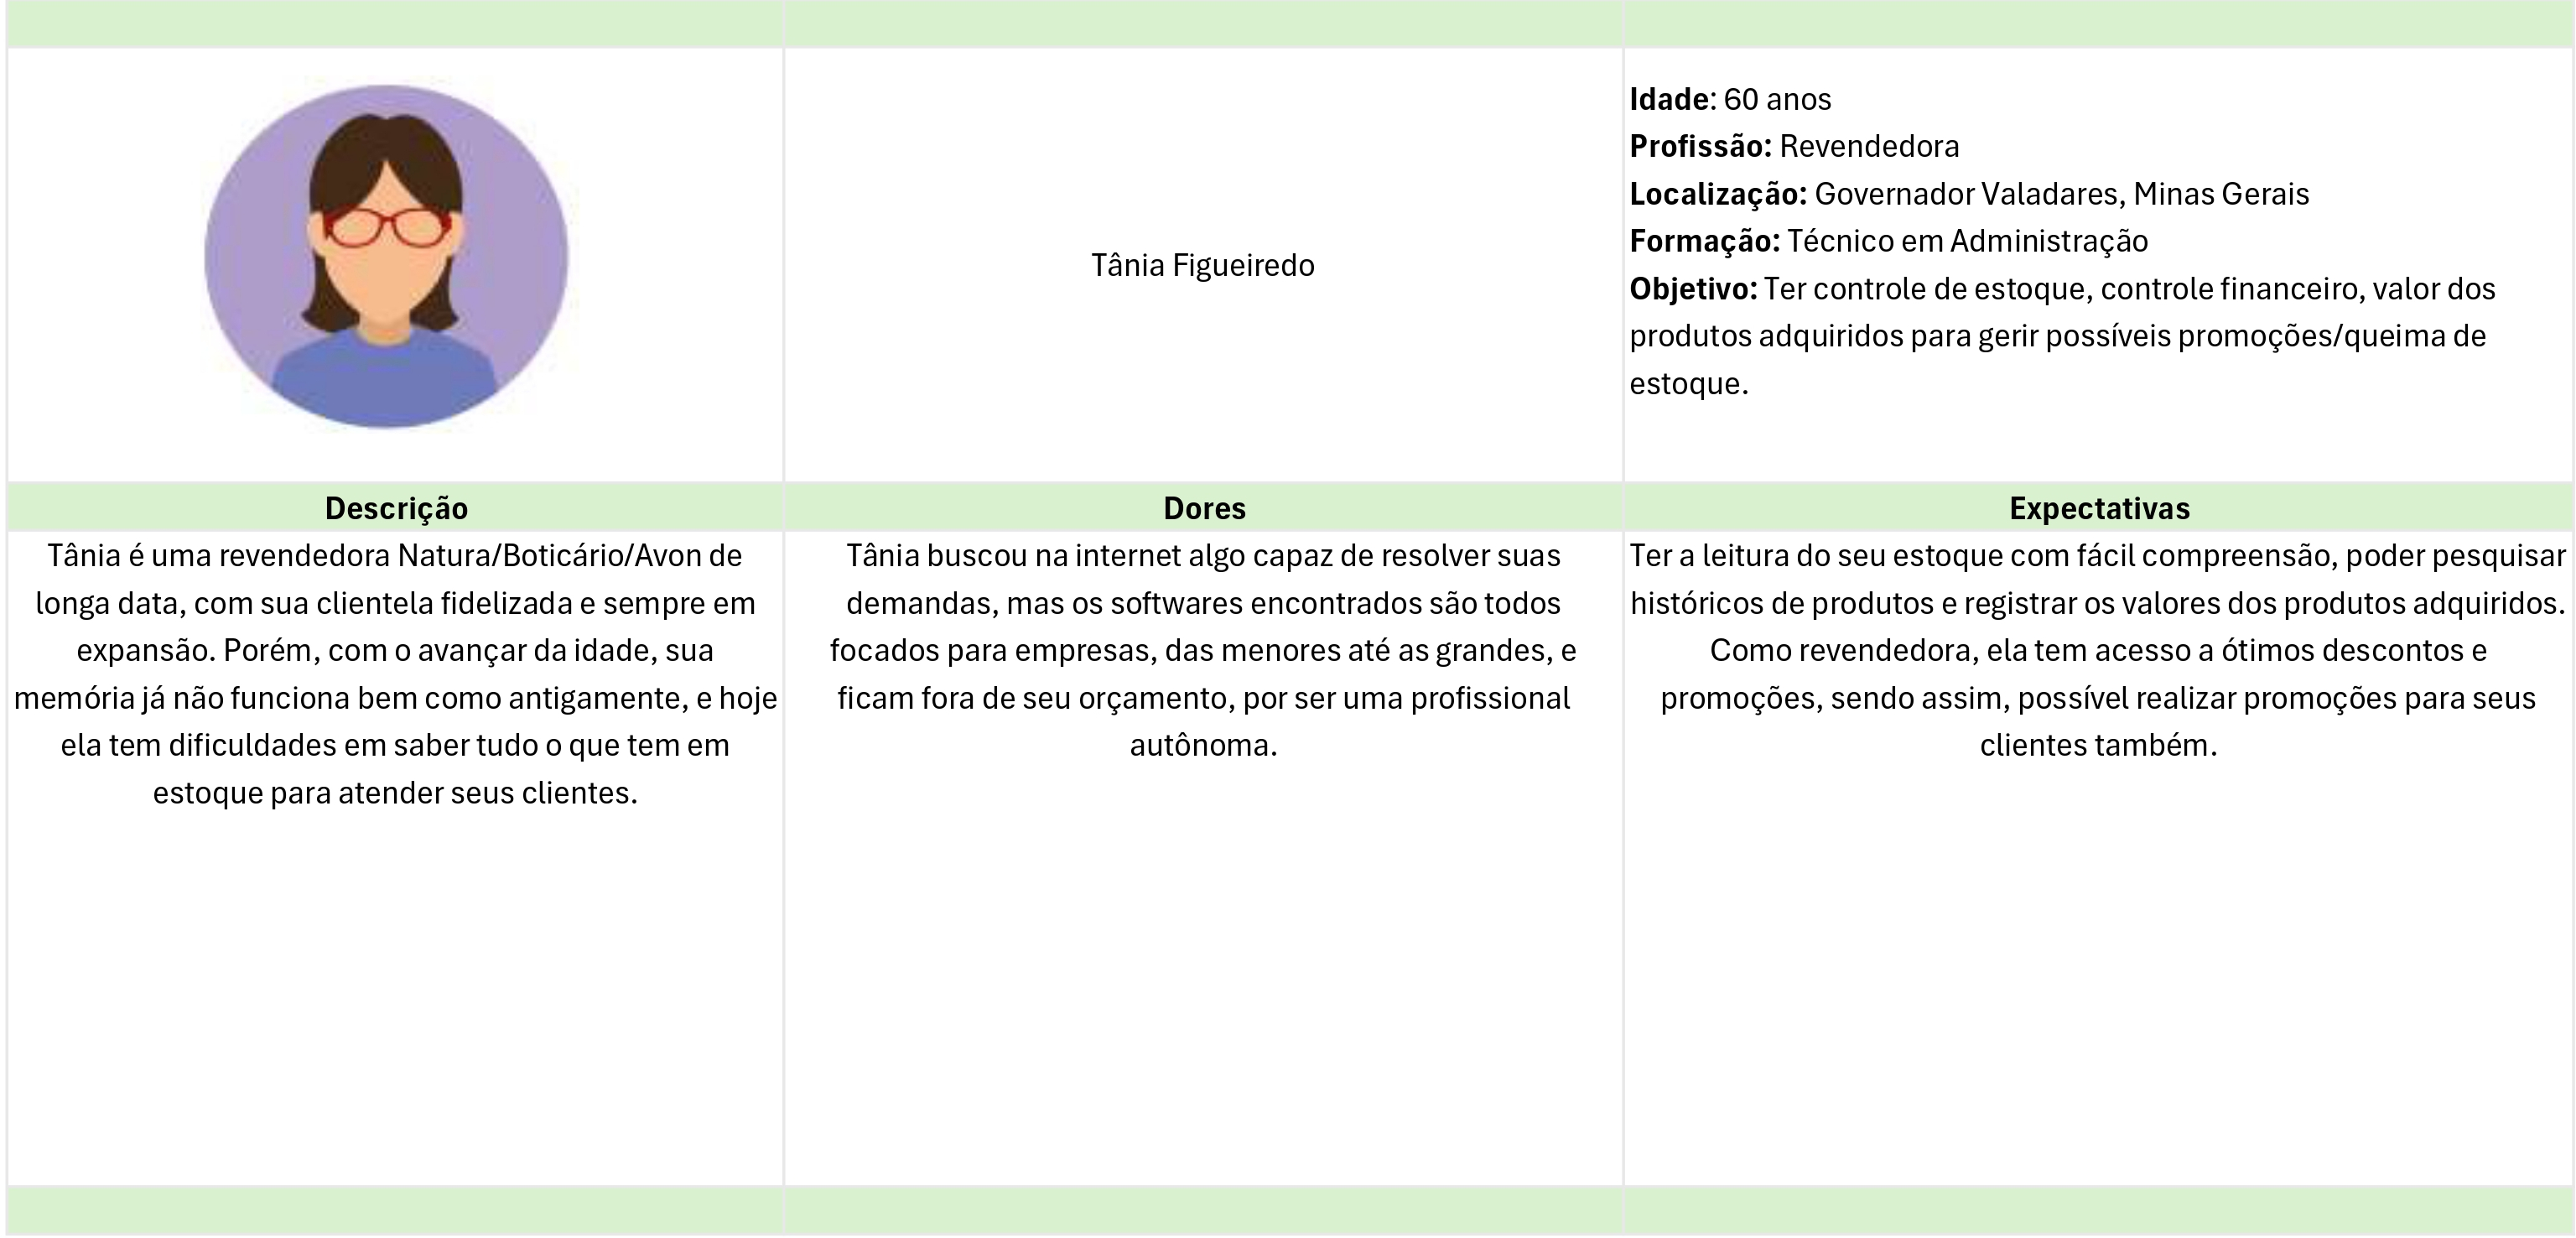 Tânia Figueiredo
Idade: 60 anos
Profissão: Revendedora
Localização: Governador Valadares, Minas Gerais
Formação: Técnico em Administração
Objetivo: Ter controle de estoque, controle financeiro, valor dos
produtos adquiridos para gerir possíveis promoções/queima de
estoque.
Descrição
Tânia é uma revendedora Natura/Boticário/Avon de
longa data, com sua clientela fidelizada e sempre em
expansão. Porém, com o avançar da idade, sua
memória já não funciona bem como antigamente, e hoje
ela tem dificuldades em saber tudo o que tem em
estoque para atender seus clientes.
Dores
Tânia buscou na internet algo capaz de resolver suas
demandas, mas os softwares encontrados são todos
focados para empresas, das menores até as grandes, e
ficam fora de seu orçamento, por ser uma profissional
autônoma.
Expectativas
Ter a leitura do seu estoque com fácil compreensão, poder pesquisar
históricos de produtos e registrar os valores dos produtos adquiridos.
Como revendedora, ela tem acesso a ótimos descontos e
promoções, sendo assim, possível realizar promoções para seus
clientes também.